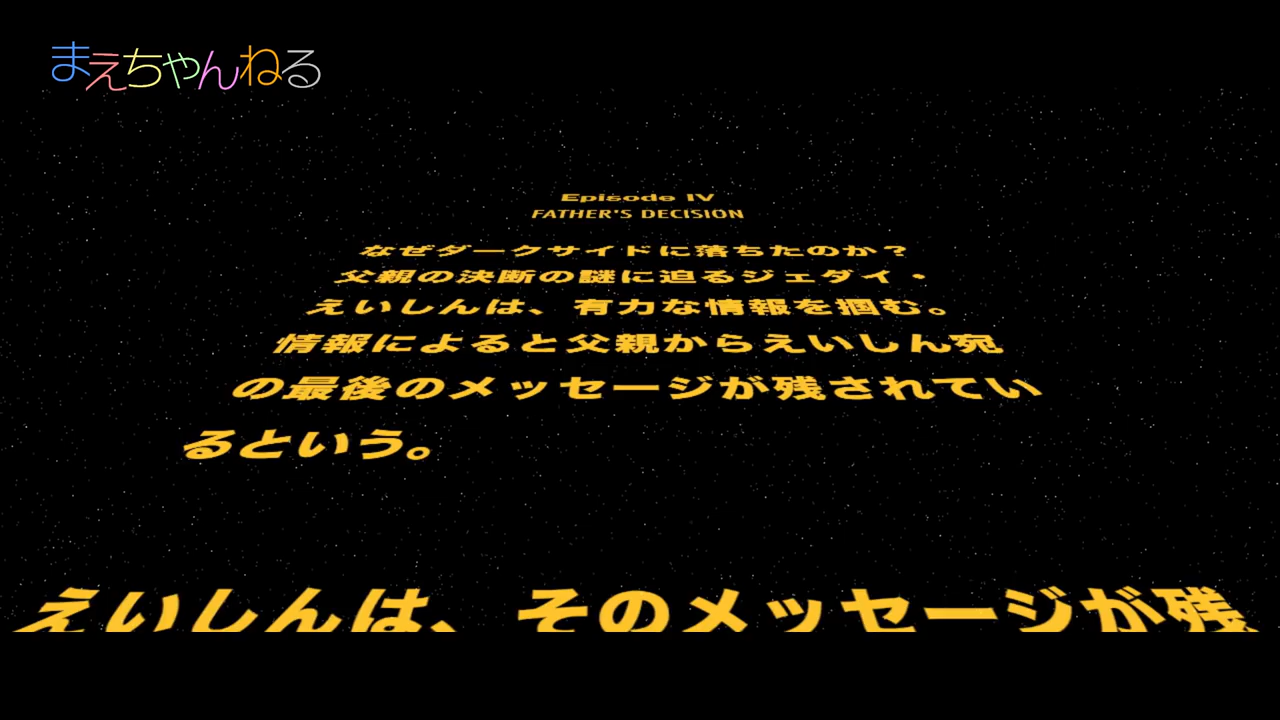 まえちゃんねる
Episode IV
FATHER'S DECISION
なぜダークサイドに落ちたのか?
父親の決断の謎に迫るジェダイ・
えいしんは、有力な情報を掴む。
情報によると父親からえいしん宛
の最後のメッセージが残されてい
るという。
えいしんは、そのメッセージが残